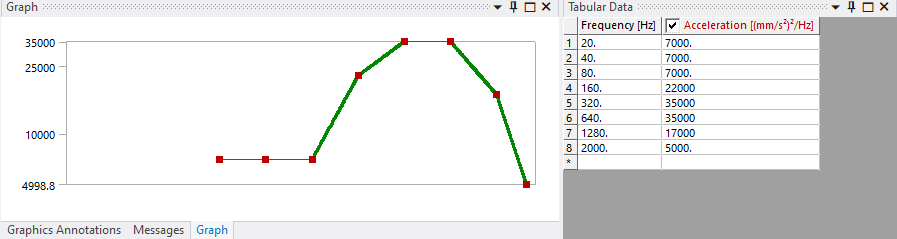 Graph
35000
25000
10000
4998.8
Graphics Annotations Messages Graph
Tabular Data
Frequency [Hz] Acceleration [(mm/s²)²/Hz]
1 20. 7000.
2 40. 7000.
3 80. 7000.
4 160. 22000
5 320. 35000
6 640. 35000
7 1280. 17000
8 2000. 5000.
*